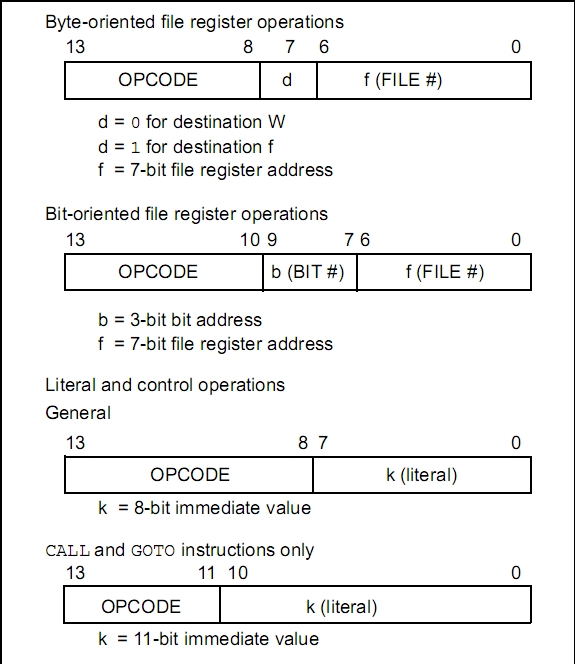 Byte-oriented file register operations
13 8 7 6 0
OPCODE d f (FILE #)
d = 0 for destination W
d = 1 for destination f
f = 7-bit file register address
Bit-oriented file register operations
13 10 9 7 6 0
OPCODE b (BIT #) f (FILE #)
b = 3-bit bit address
f = 7-bit file register address
Literal and control operations
General
13 8 7 0
OPCODE k (literal)
k = 8-bit immediate value
CALL and GOTO instructions only
13 11 10 0
OPCODE k (literal)
k = 11-bit immediate value